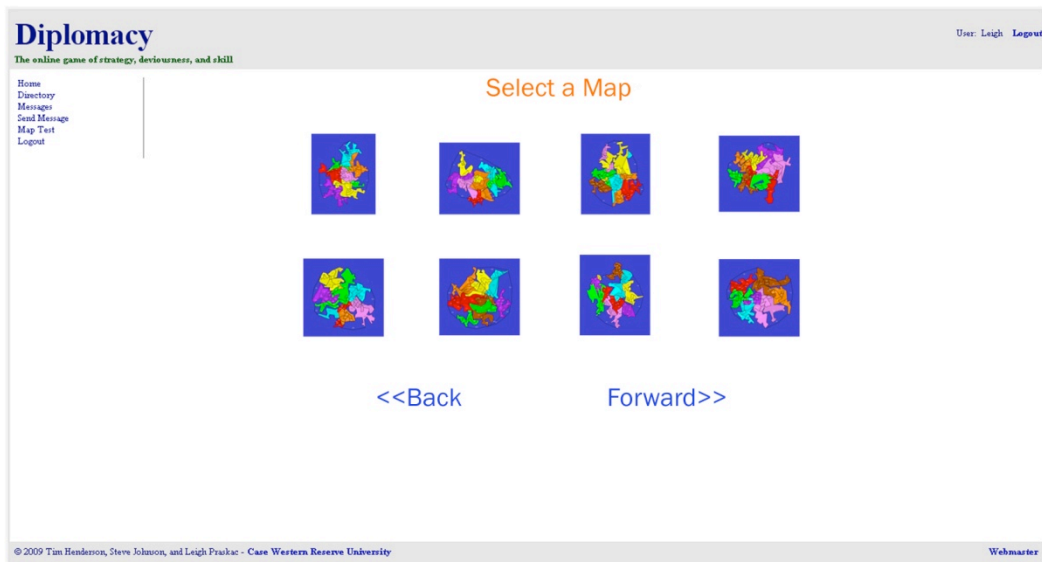 Diplomacy
User: Leigh Logout
The online game of strategy, deviousness, and skill
Home
Directory
Messages
Send Message
Map Test
Logout
Select a Map
<<Back Forward>>
© 2009 Tim Henderson, Steve Johnson, and Leigh Praskac - Case Western Reserve University Webmaster